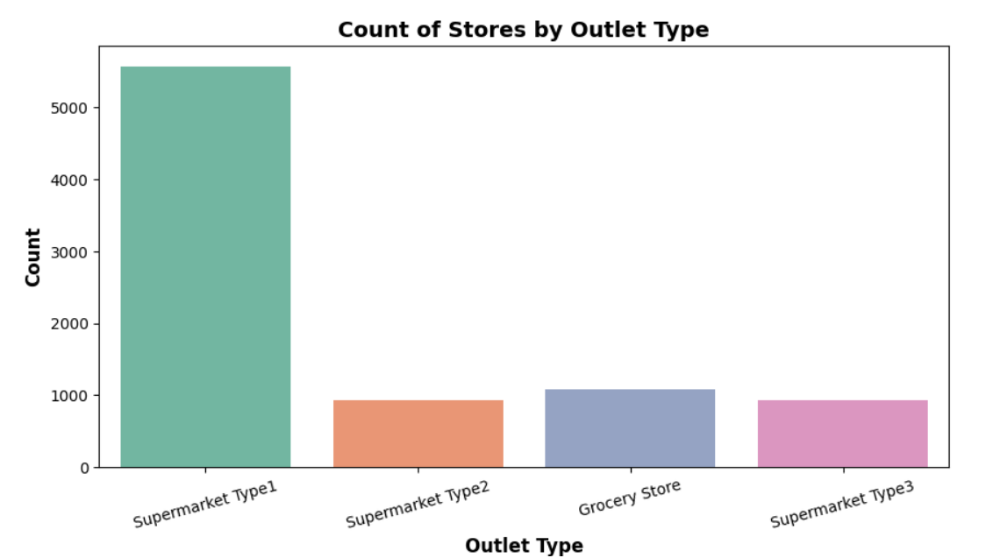 Count of Stores by Outlet Type
Count
5000
4000
3000
2000
1000
0
Supermarket Type1
Supermarket Type2
Grocery Store
Supermarket Type3
Outlet Type